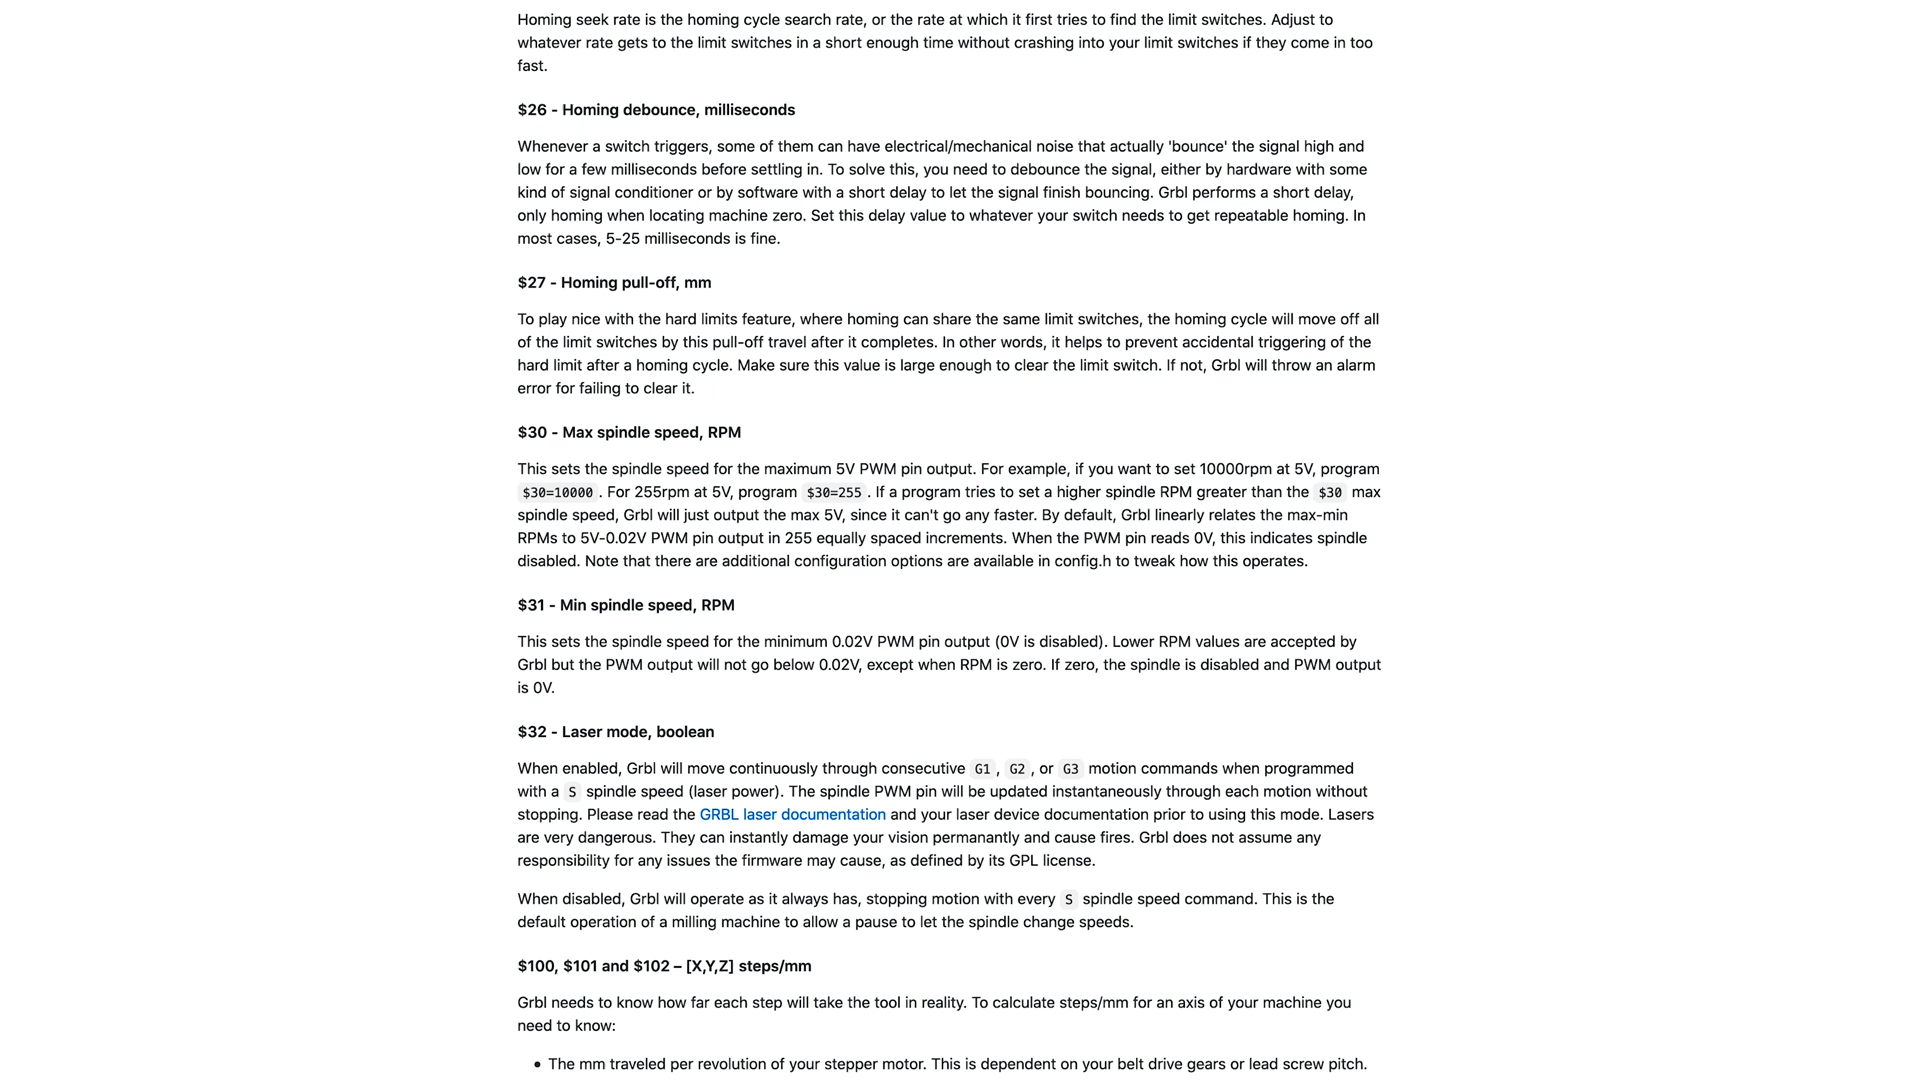 Homing seek rate is the homing cycle search rate, or the rate at which it first tries to find the limit switches. Adjust to
whatever rate gets to the limit switches in a short enough time without crashing into your limit switches if they come in too
fast.
$26 - Homing debounce, milliseconds
Whenever a switch triggers, some of them can have electrical/mechanical noise that actually 'bounce' the signal high and
low for a few milliseconds before settling in. To solve this, you need to debounce the signal, either by hardware with some
kind of signal conditioner or by software with a short delay to let the signal finish bouncing. Grbl performs a short delay,
only homing when locating machine zero. Set this delay value to whatever your switch needs to get repeatable homing. In
most cases, 5-25 milliseconds is fine.
$27 - Homing pull-off, mm
To play nice with the hard limits feature, where homing can share the same limit switches, the homing cycle will move off all
of the limit switches by this pull-off travel after it completes. In other words, it helps to prevent accidental triggering of the
hard limit after a homing cycle. Make sure this value is large enough to clear the limit switch. If not, Grbl will throw an alarm
error for failing to clear it.
$30 - Max spindle speed, RPM
This sets the spindle speed for the maximum 5V PWM pin output. For example, if you want to set 10000rpm at 5V, program
$30=10000 . For 255rpm at 5V, program $30=255 . If a program tries to set a higher spindle RPM greater than the $30 max
spindle speed, Grbl will just output the max 5V, since it can't go any faster. By default, Grbl linearly relates the max-min
RPMs to 5V-0.02V PWM pin output in 255 equally spaced increments. When the PWM pin reads 0V, this indicates spindle
disabled. Note that there are additional configuration options are available in config.h to tweak how this operates.
$31 - Min spindle speed, RPM
This sets the spindle speed for the minimum 0.02V PWM pin output (0V is disabled). Lower RPM values are accepted by
Grbl but the PWM output will not go below 0.02V, except when RPM is zero. If zero, the spindle is disabled and PWM output
is 0V.
$32 - Laser mode, boolean
When enabled, Grbl will move continuously through consecutive G1 , G2 , or G3 motion commands when programmed
with a S spindle speed (laser power). The spindle PWM pin will be updated instantaneously through each motion without
stopping. Please read the GRBL laser documentation and your laser device documentation prior to using this mode. Lasers
are very dangerous. They can instantly damage your vision permanantly and cause fires. Grbl does not assume any
responsibility for any issues the firmware may cause, as defined by its GPL license.
When disabled, Grbl will operate as it always has, stopping motion with every S spindle speed command. This is the
default operation of a milling machine to allow a pause to let the spindle change speeds.
$100, $101 and $102 – [X,Y,Z] steps/mm
Grbl needs to know how far each step will take the tool in reality. To calculate steps/mm for an axis of your machine you
need to know:
• The mm traveled per revolution of your stepper motor. This is dependent on your belt drive gears or lead screw pitch.